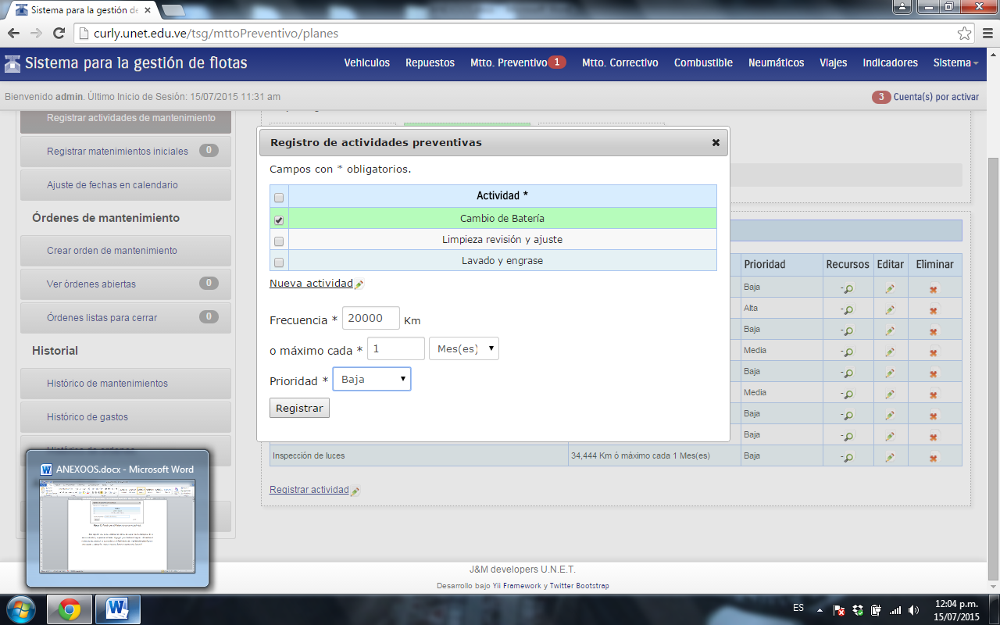 Sistema para la gestión de
curly.unet.edu.ve/tsg/mttoPreventivo/planes
Sistema para la gestión de flotas
Vehiculos Repuestos Mtto. Preventivo 1 Mtto. Correctivo Combustible Neumáticos Viajes Indicadores Sistema
Bienvenido admin. Último Inicio de Sesión: 15/07/2015 11:31 am
3 Cuenta(s) por activar
Registrar actividades de mantenimiento
Registrar matenimientos iniciales 0
Ajuste de fechas en calendario
Órdenes de mantenimiento
Crear orden de mantenimiento
Ver órdenes abiertas 0
Órdenes listas para cerrar 0
Historial
Histórico de mantenimientos
Histórico de gastos
Registro de actividades preventivas
Campos con * obligatorios.
Actividad *
Cambio de Batería
Limpieza revisión y ajuste
Lavado y engrase
Nueva actividad
Frecuencia * 20000 Km
o máximo cada * 1 Mes(es)
Prioridad * Baja
Registrar
Prioridad Recursos Editar Eliminar
Baja -
Alta -
Baja -
Media -
Baja -
Media -
Baja -
Baja -
Inspección de luces 34,444 Km ó máximo cada 1 Mes(es) Baja -
Registrar actividad
ANEXOOS.docx - Microsoft Word
J&M developers U.N.E.T.
Desarrollo bajo Yii Framework y Twitter Bootstrap
ES
12:04 p.m.
15/07/2015